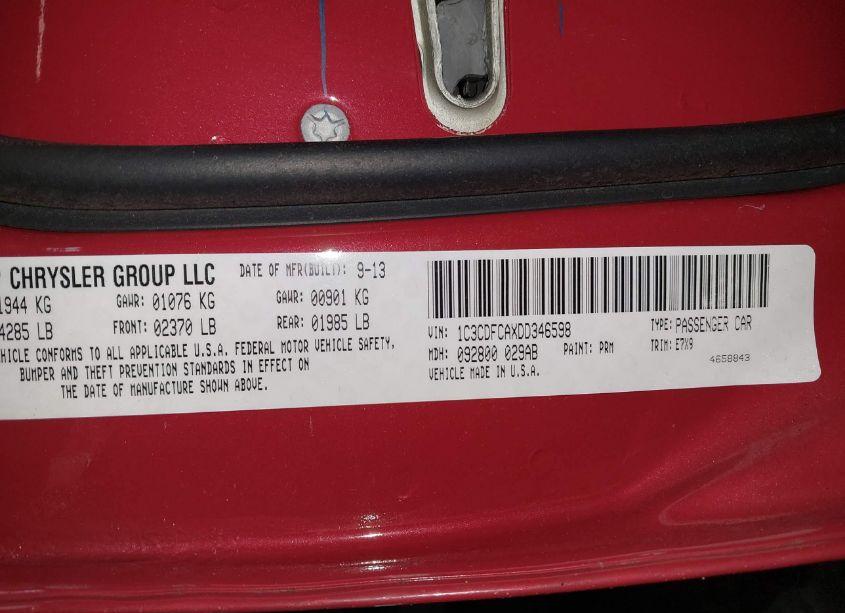 CHRYSLER GROUP LLC DATE OF MFR(BUILT): 9-13
1944 KG GAWR: 01076 KG GAWR: 00901 KG
4285 LB FRONT: 02370 LB REAR: 01985 LB
VEHICLE CONFORMS TO ALL APPLICABLE U.S.A. FEDERAL MOTOR VEHICLE SAFETY,
BUMPER AND THEFT PREVENTION STANDARDS IN EFFECT ON
THE DATE OF MANUFACTURE SHOWN ABOVE.
VIN: 1C3CDFCAXDD346598 TYPE: PASSENGER CAR
MDH: 092800 029AB PAINT: PRM TRIM: E7X9
VEHICLE MADE IN U.S.A. 4658843